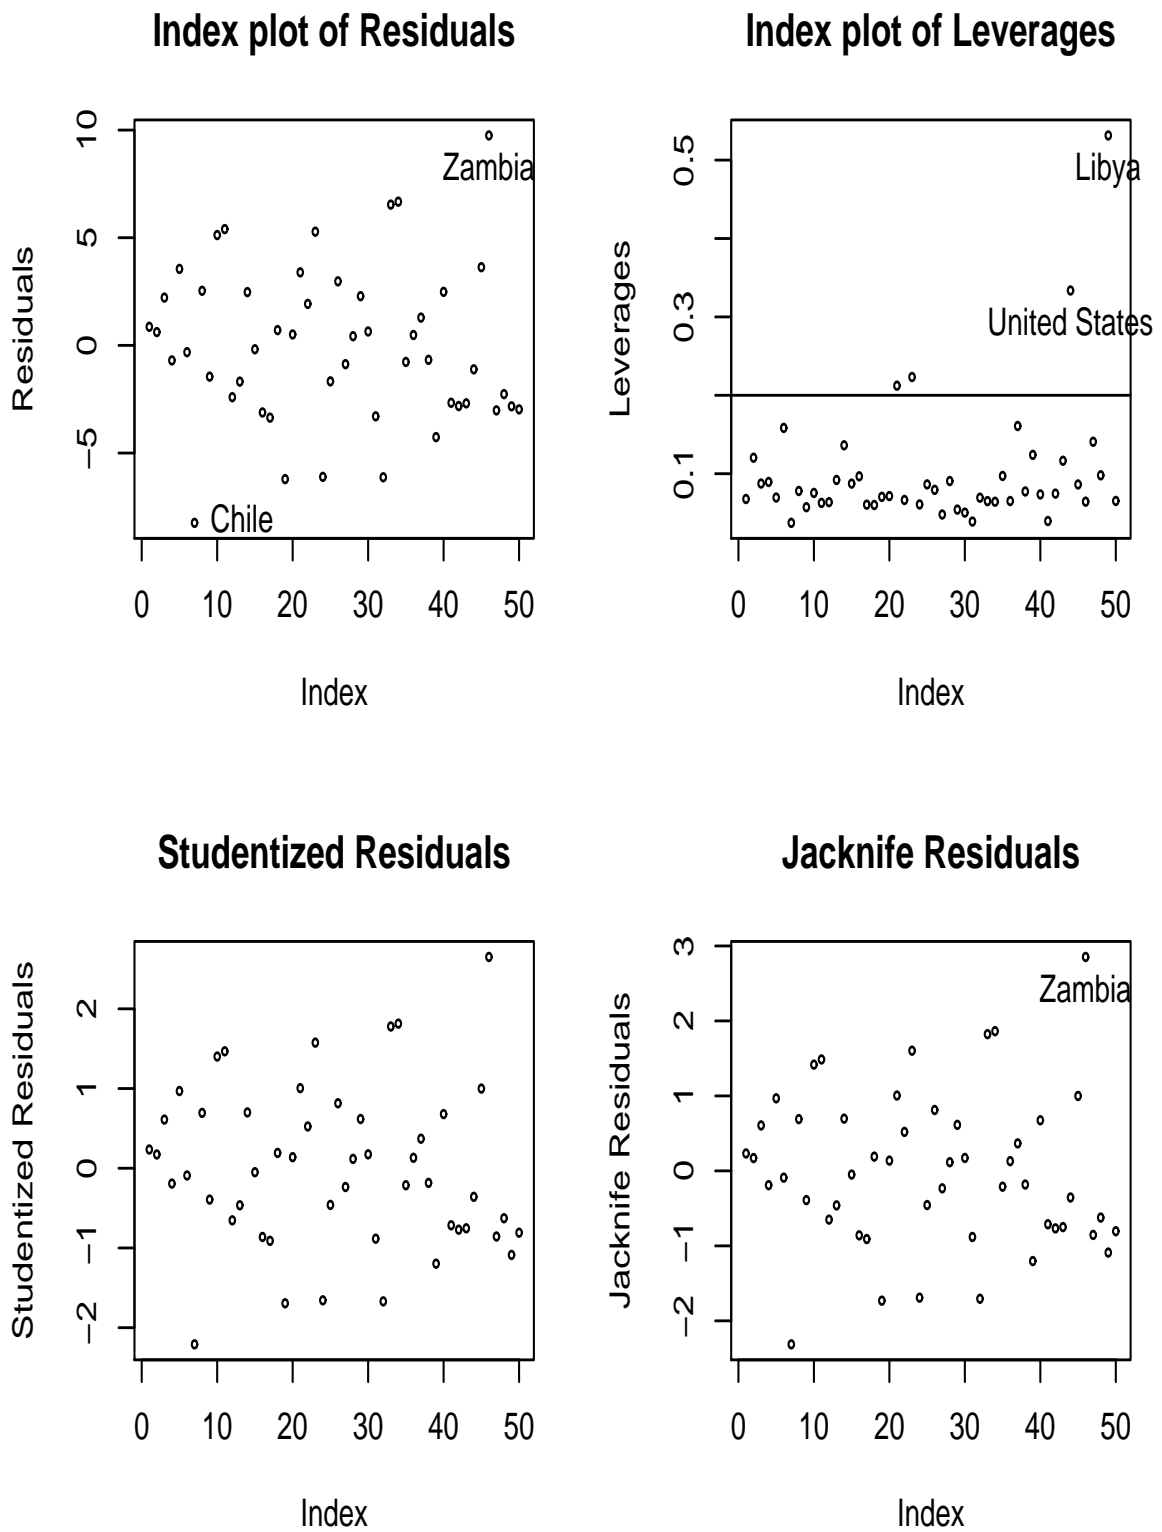 Index plot of Residuals
10
5
0
−5
Residuals
Zambia
Chile
0 10 20 30 40 50
Index
Index plot of Leverages
0.5
0.3
0.1
Leverages
Libya
United States
0 10 20 30 40 50
Index
Studentized Residuals
2
1
0
−1
−2
Studentized Residuals
0 10 20 30 40 50
Index
Jacknife Residuals
3
2
1
0
−1
−2
Jacknife Residuals
Zambia
0 10 20 30 40 50
Index